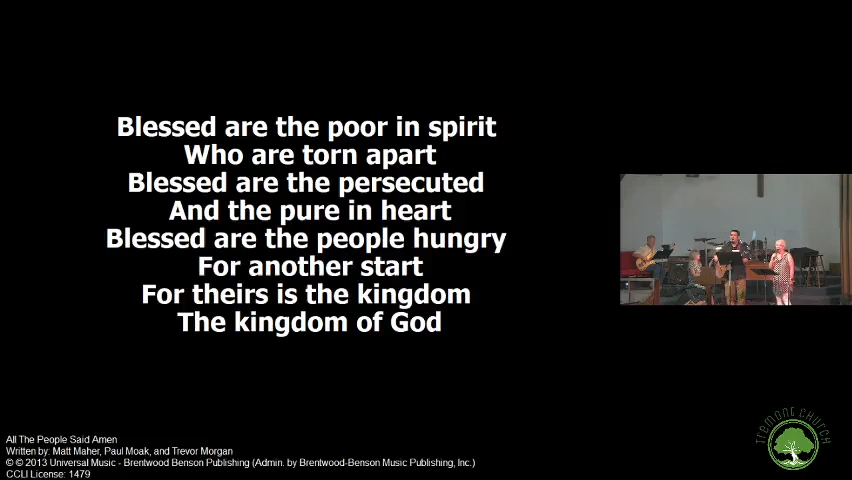 Blessed are the poor in spirit
Who are torn apart
Blessed are the persecuted
And the pure in heart
Blessed are the people hungry
For another start
For theirs is the kingdom
The kingdom of God
All The People Said Amen
Written by: Matt Maher, Paul Moak, and Trevor Morgan
© © 2013 Universal Music - Brentwood Benson Publishing (Admin. by Brentwood-Benson Music Publishing, Inc.)
CCLI License: 1479
TREMONT CHURCH